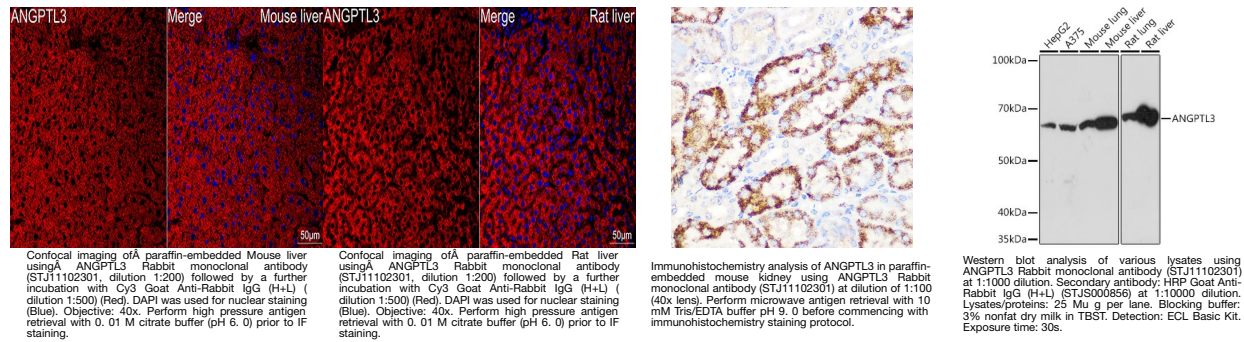 ANGPTL3
Merge
Mouse liver
50µm
ANGPTL3
Merge
Rat liver
50µm
Confocal imaging ofÂ paraffin-embedded Mouse liver
usingÂ ANGPTL3 Rabbit monoclonal antibody
(STJ11102301, dilution 1:200) followed by a further
incubation with Cy3 Goat Anti-Rabbit IgG (H+L) (
dilution 1:500) (Red). DAPI was used for nuclear staining
(Blue). Objective: 40x. Perform high pressure antigen
retrieval with 0. 01 M citrate buffer (pH 6. 0) prior to IF
staining.
Confocal imaging ofÂ paraffin-embedded Rat liver
usingÂ ANGPTL3 Rabbit monoclonal antibody
(STJ11102301, dilution 1:200) followed by a further
incubation with Cy3 Goat Anti-Rabbit IgG (H+L) (
dilution 1:500) (Red). DAPI was used for nuclear staining
(Blue). Objective: 40x. Perform high pressure antigen
retrieval with 0. 01 M citrate buffer (pH 6. 0) prior to IF
staining.
Immunohistochemistry analysis of ANGPTL3 in paraffin-
embedded mouse kidney using ANGPTL3 Rabbit
monoclonal antibody (STJ11102301) at dilution of 1:100
(40x lens). Perform microwave antigen retrieval with 10
mM Tris/EDTA buffer pH 9. 0 before commencing with
immunohistochemistry staining protocol.
HepG2
A375
Mouse lung
Mouse liver
Rat lung
Rat liver
100kDa
70kDa
50kDa
40kDa
35kDa
ANGPTL3
Western blot analysis of various lysates using
ANGPTL3 Rabbit monoclonal antibody (STJ11102301)
at 1:1000 dilution. Secondary antibody: HRP Goat Anti-
Rabbit IgG (H+L) (STJS000856) at 1:10000 dilution.
Lysates/proteins: 25 Mu g per lane. Blocking buffer:
3% nonfat dry milk in TBST. Detection: ECL Basic Kit.
Exposure time: 30s.